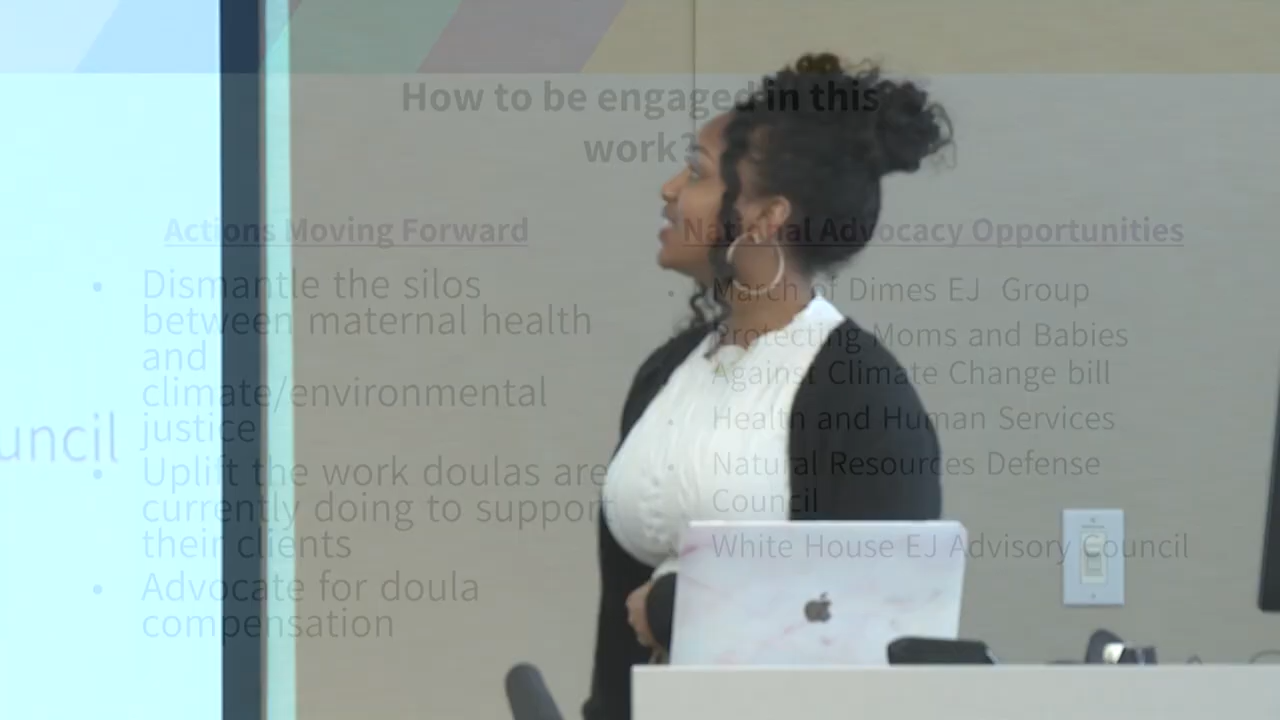 How to be engaged in this
work?
Actions Moving Forward
• Dismantle the silos
between maternal health
and
climate/environmental
justice
• Uplift the work doulas are
currently doing to support
their clients
• Advocate for doula
compensation
National Advocacy Opportunities
• March of Dimes EJ Group
Protecting Moms and Babies
Against Climate Change bill
• Health and Human Services
• Natural Resources Defense
Council
White House EJ Advisory Council
uncil